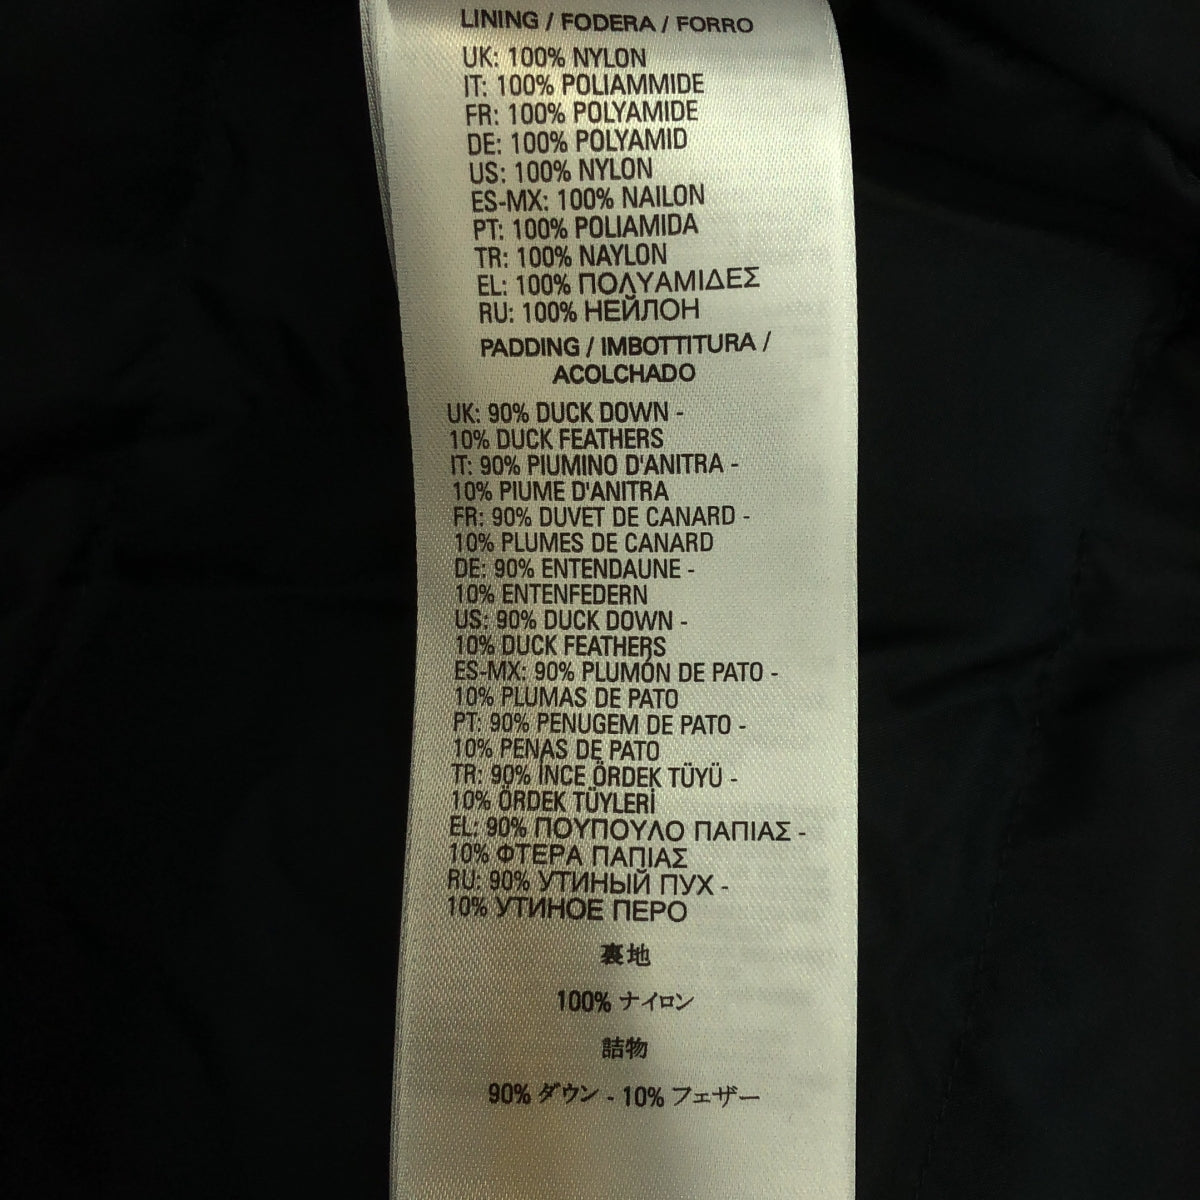 LINING / FODERA / FORRO
UK: 100% NYLON
IT: 100% POLIAMMIDE
FR: 100% POLYAMIDE
DE: 100% POLYAMID
US: 100% NYLON
ES-MX: 100% NAILON
PT: 100% POLIAMIDA
TR: 100% NAYLON
EL: 100% ΠΟΛΥΑΜΙΔΕΣ
RU: 100% НЕЙЛОН
PADDING / IMBOTTITURA /
ACOLCHADO
UK: 90% DUCK DOWN -
10% DUCK FEATHERS
IT: 90% PIUMINO D'ANITRA -
10% PIUME D'ANITRA
FR: 90% DUVET DE CANARD -
10% PLUMES DE CANARD
DE: 90% ENTENDAUNE -
10% ENTENFEDERN
US: 90% DUCK DOWN -
10% DUCK FEATHERS
ES-MX: 90% PLUMÓN DE PATO -
10% PLUMAS DE PATO
PT: 90% PENUGEM DE PATO -
10% PENAS DE PATO
TR: 90% İNCE ÖRDEK TÜYÜ -
10% ÖRDEK TÜYLERİ
EL: 90% ΠΟΥΠΟΥΛΟ ΠΑΠΙΑΣ -
10% ΦΤΕΡΑ ΠΑΠΙΑΣ
RU: 90% УТИНЫЙ ПУХ -
10% УТИНОЕ ПЕРО
裏地
100% ナイロン
詰物
90% ダウン - 10% フェザー